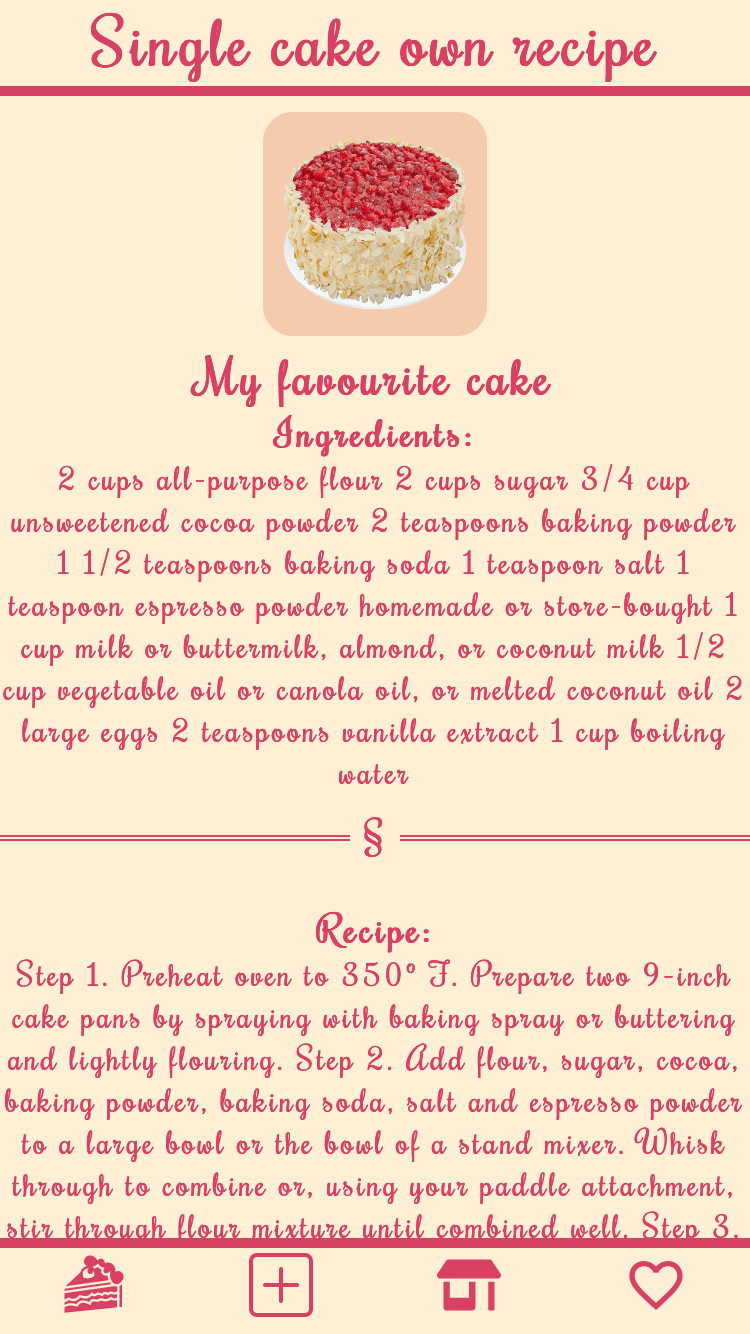 Single cake own recipe
My favourite cake
Ingredients:
2 cups all-purpose flour 2 cups sugar 3/4 cup
unsweetened cocoa powder 2 teaspoons baking powder
1 1/2 teaspoons baking soda 1 teaspoon salt 1
teaspoon espresso powder homemade or store-bought 1
cup milk or buttermilk, almond, or coconut milk 1/2
cup vegetable oil or canola oil, or melted coconut oil 2
large eggs 2 teaspoons vanilla extract 1 cup boiling
water
§
Recipe:
Step 1. Preheat oven to 350º F. Prepare two 9-inch
cake pans by spraying with baking spray or buttering
and lightly flouring. Step 2. Add flour, sugar, cocoa,
baking powder, baking soda, salt and espresso powder
to a large bowl or the bowl of a stand mixer. Whisk
through to combine or, using your paddle attachment,
stir through flour mixture until combined well. Step 3.